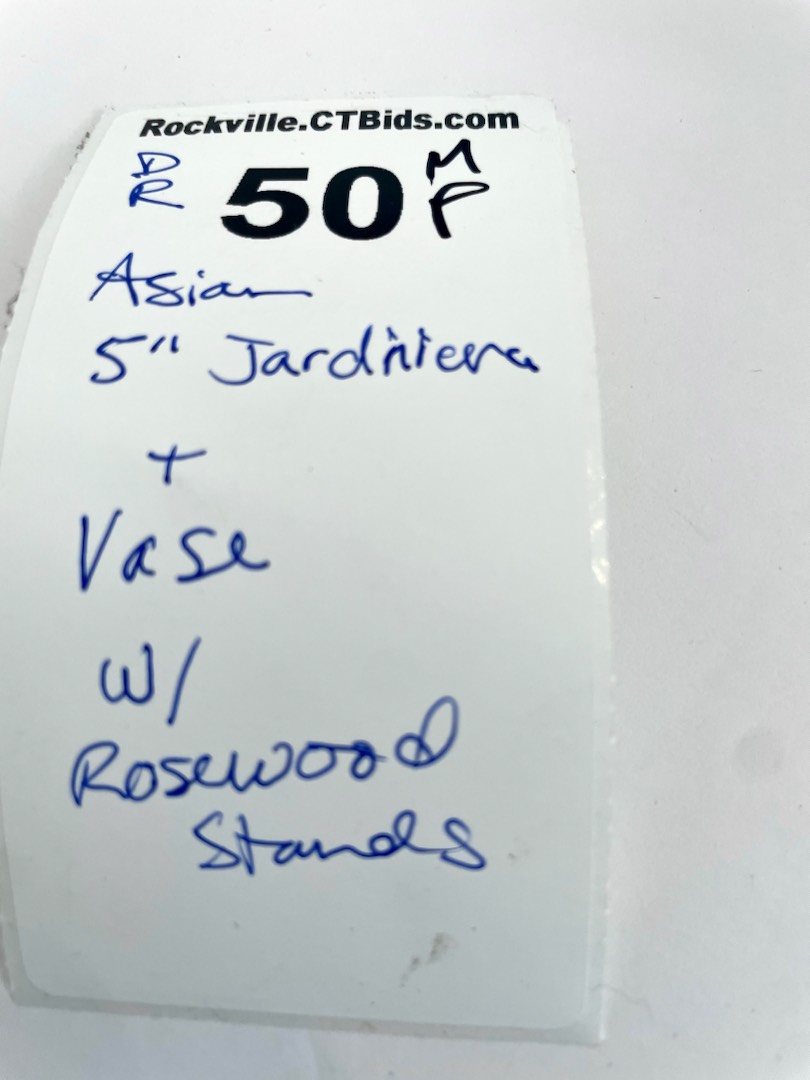 Rockville.CTBids.com
DR 50 MP
Asian
5" Jardiniera
+
Vase
W/
Rosewood
Stands